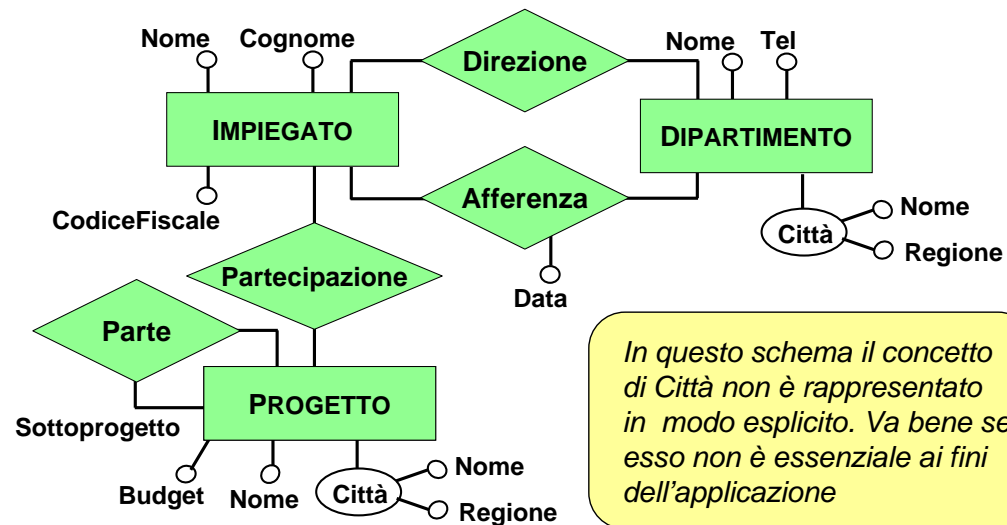 Nome Cognome
Direzione
Nome Tel
IMPIEGATO
DIPARTIMENTO
CodiceFiscale
Afferenza
Città
Nome
Regione
Partecipazione
Data
Parte
Sottoprogetto
PROGETTO
Budget
Nome
Città
Nome
Regione
In questo schema il concetto
di Città non è rappresentato
in modo esplicito. Va bene se
esso non è essenziale ai fini
dell'applicazione